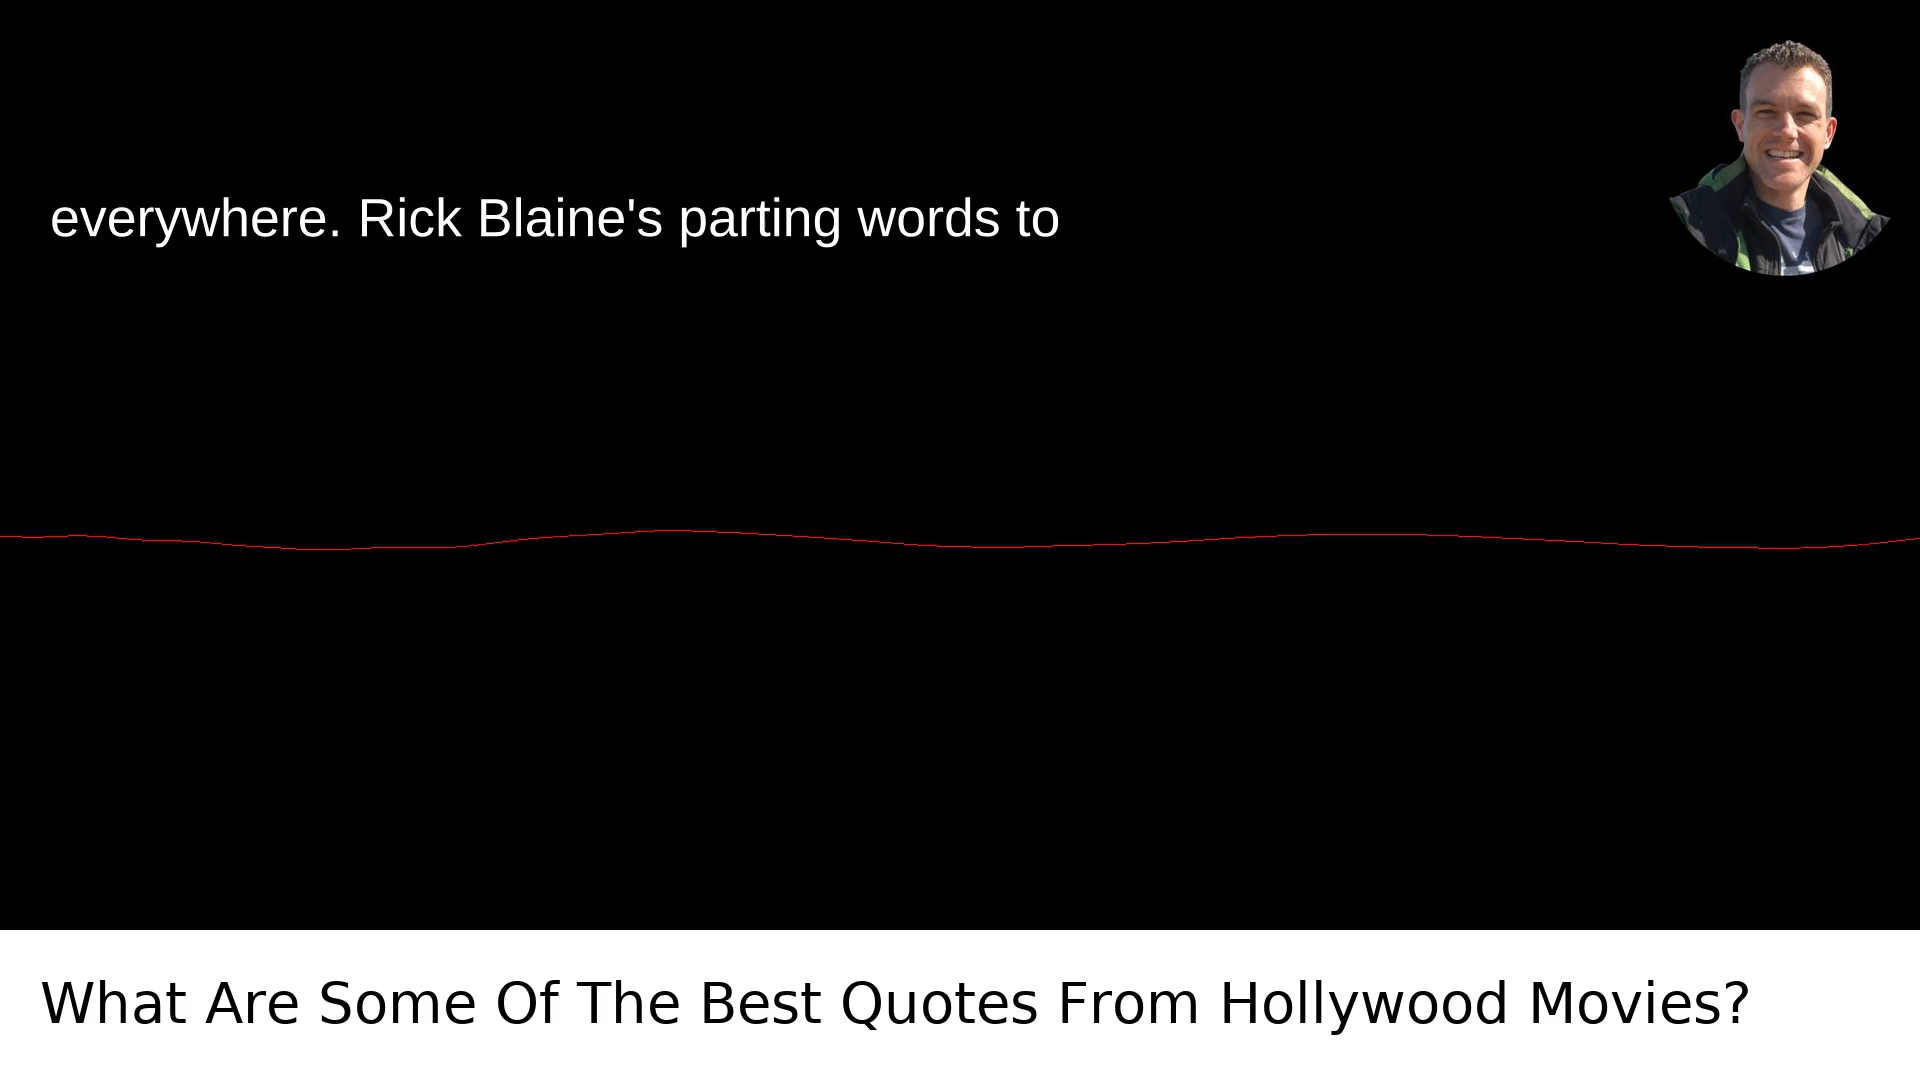 everywhere. Rick Blaine's parting words to
What Are Some Of The Best Quotes From Hollywood Movies?